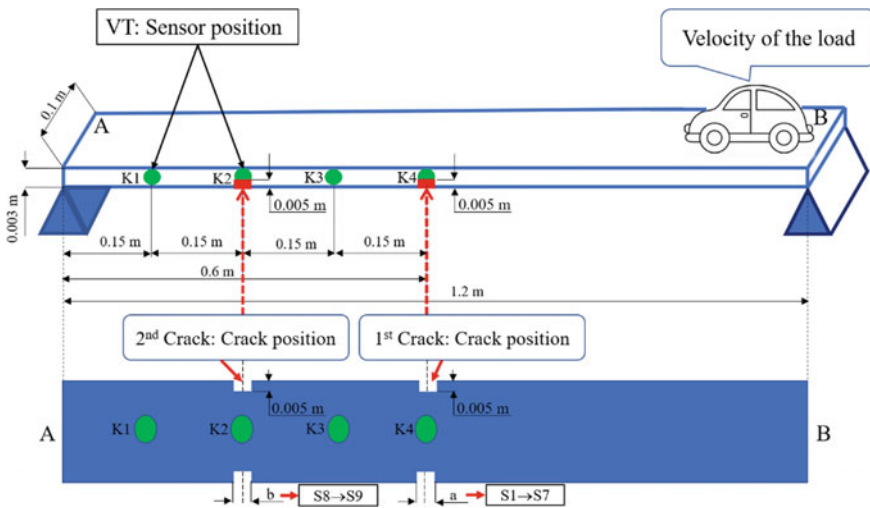 VT: Sensor position
Velocity of the load
0.1 m
A
B
K1
K2
K3
K4
0.003 m
0.005 m
0.005 m
0.15 m
0.15 m
0.15 m
0.15 m
0.6 m
1.2 m
2nd Crack: Crack position
1st Crack: Crack position
0.005 m
0.005 m
A
K1
K2
K3
K4
B
b
S8→S9
a
S1→S7